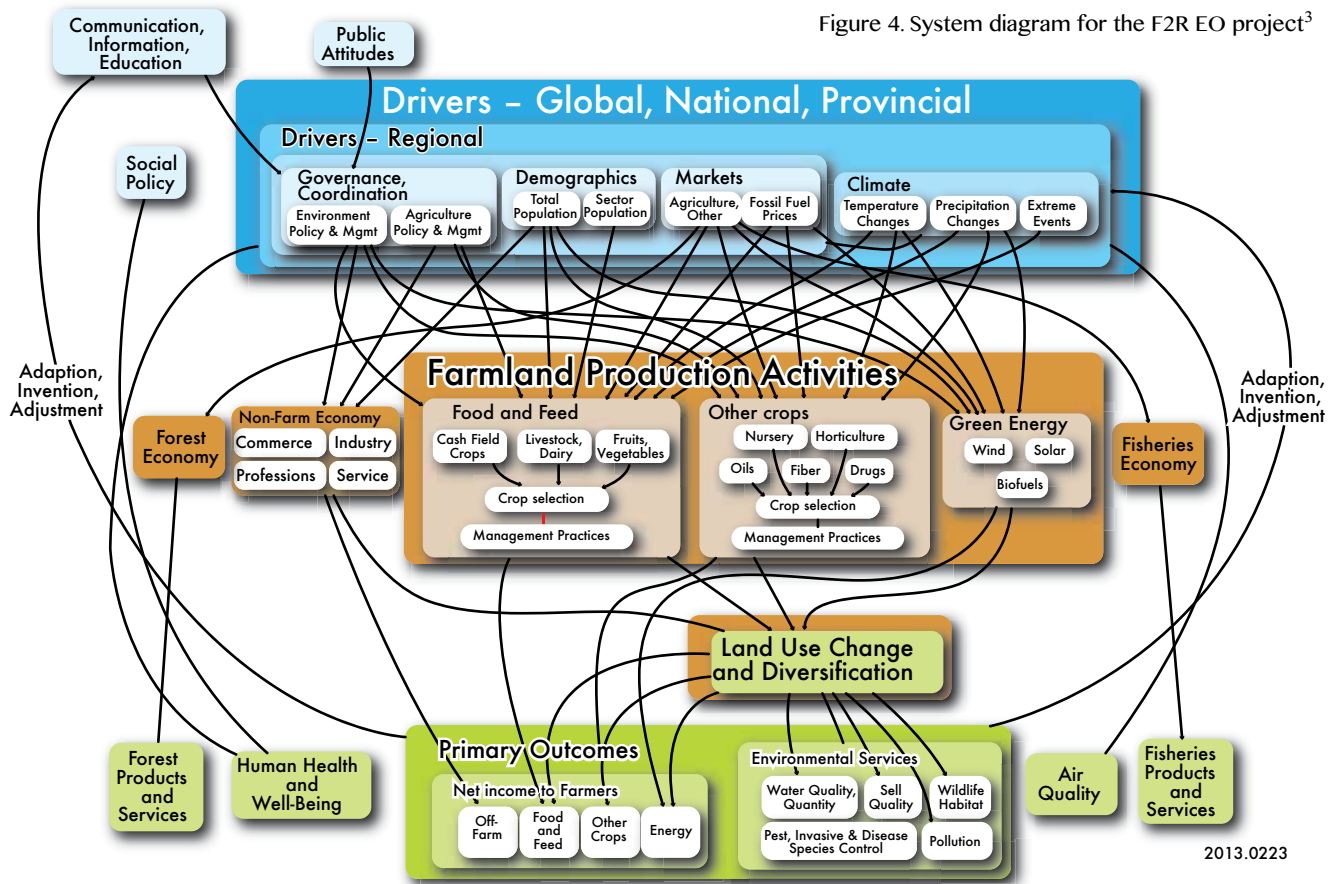 Figure 4. System diagram for the F2R EO project3
Communication,
Information,
Education
Public
Attitudes
Drivers – Global, National, Provincial
Drivers – Regional
Social
Policy
Governance,
Coordination
Environment
Policy & Mgmt
Agriculture
Policy & Mgmt
Demographics
Total
Population
Sector
Population
Markets
Agriculture,
Other
Fossil Fuel
Prices
Climate
Temperature
Changes
Precipitation
Changes
Extreme
Events
Adaption,
Invention,
Adjustment
Adaption,
Invention,
Adjustment
Forest
Economy
Non-Farm Economy
Commerce
Industry
Professions
Service
Farmland Production Activities
Food and Feed
Cash Field
Crops
Livestock,
Dairy
Fruits,
Vegetables
Crop selection
Management Practices
Other crops
Nursery
Horticulture
Oils
Fiber
Drugs
Crop selection
Management Practices
Green Energy
Wind
Solar
Biofuels
Fisheries
Economy
Land Use Change
and Diversification
Forest
Products
and
Services
Human Health
and
Well-Being
Primary Outcomes
Net income to Farmers
Off-
Farm
Food
and
Feed
Other
Crops
Energy
Environmental Services
Water Quality,
Quantity
Sell
Quality
Wildlife
Habitat
Pest, Invasive & Disease
Species Control
Pollution
Air
Quality
Fisheries
Products
and
Services
2013.0223